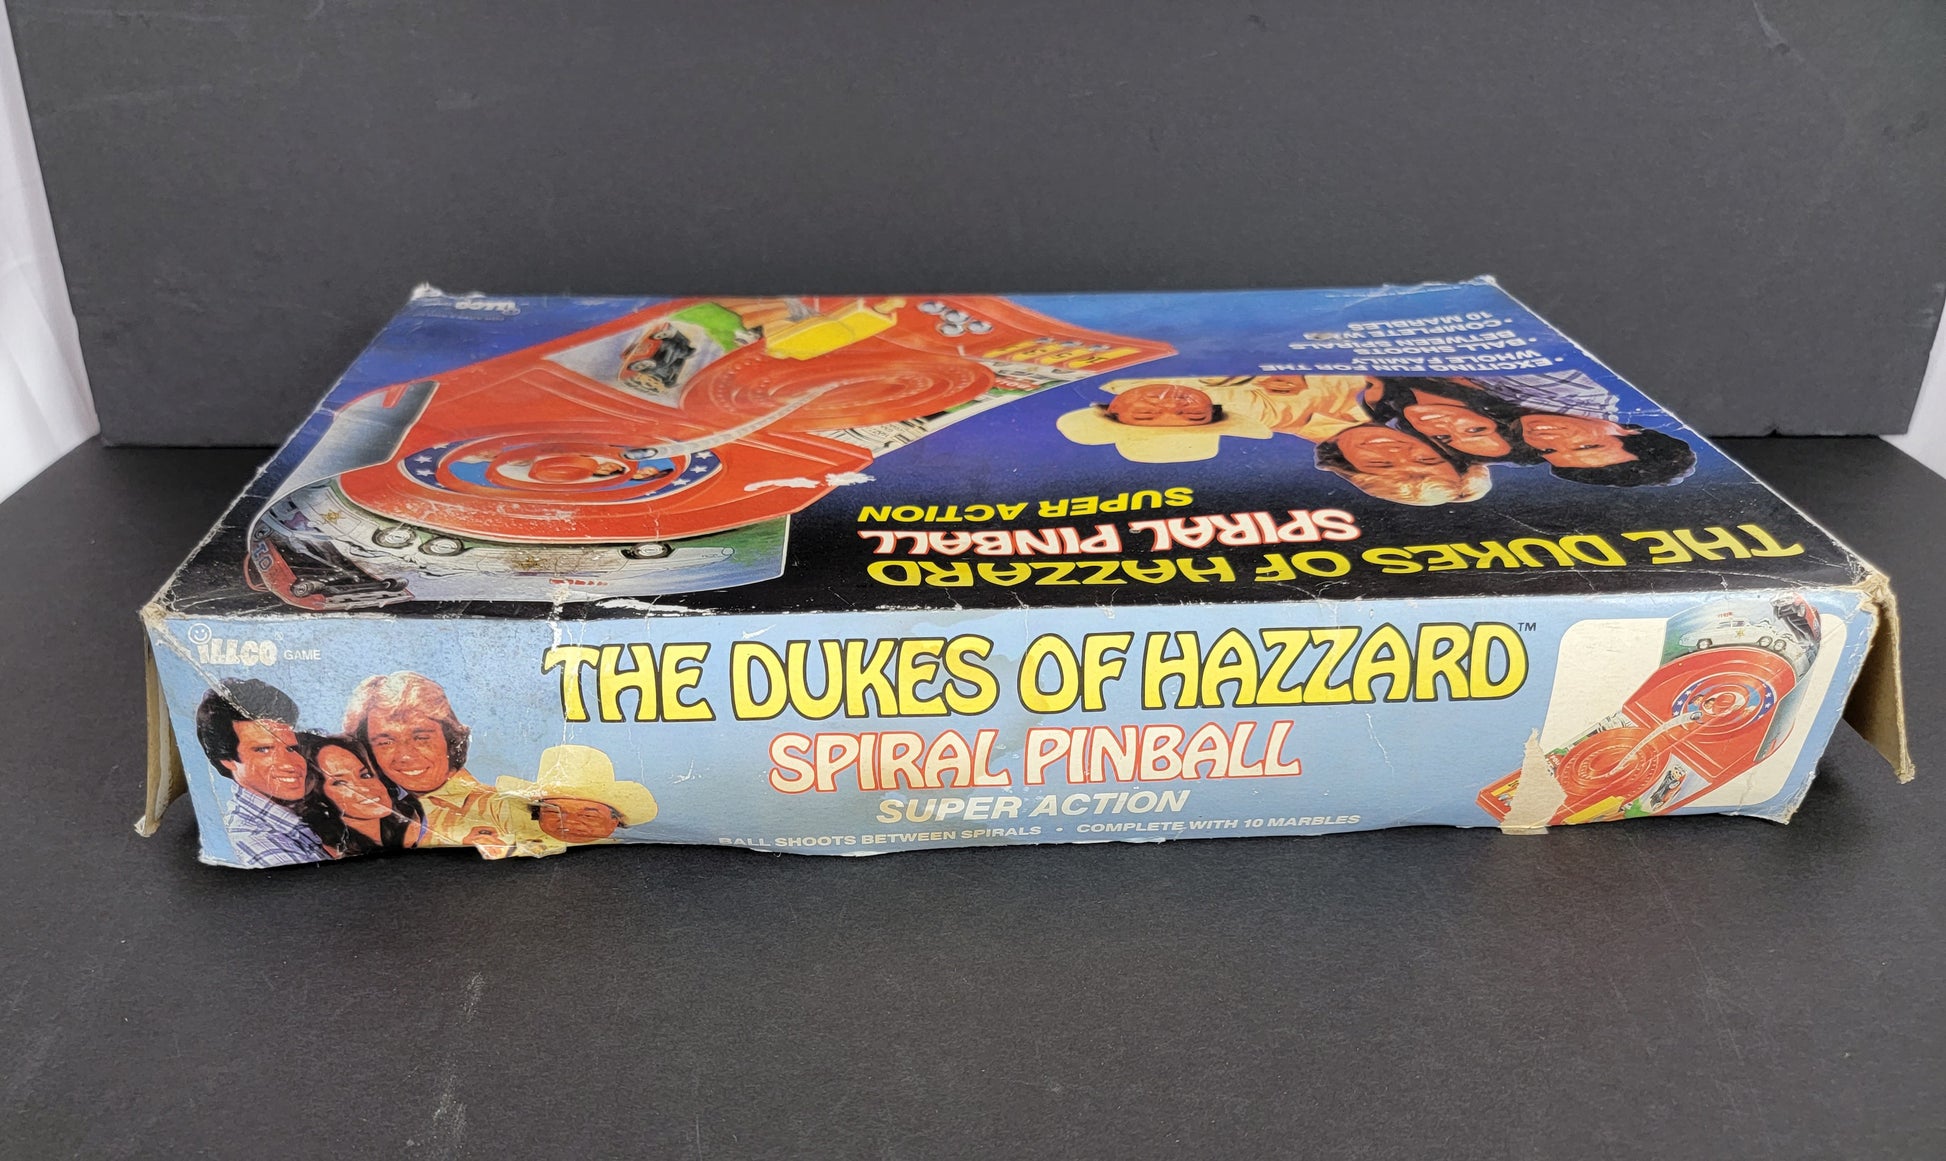 illco
• EXCITING FUN FOR THE
WHOLE FAMILY
• BALL SHOOTS
BETWEEN SPIRALS
• COMPLETE WITH
10 MARBLES
SUPER ACTION
SPIRAL PINBALL
THE DUKES OF HAZZARD
illco® GAME
THE DUKES OF HAZZARD™
SPIRAL PINBALL
SUPER ACTION
BALL SHOOTS BETWEEN SPIRALS • COMPLETE WITH 10 MARBLES